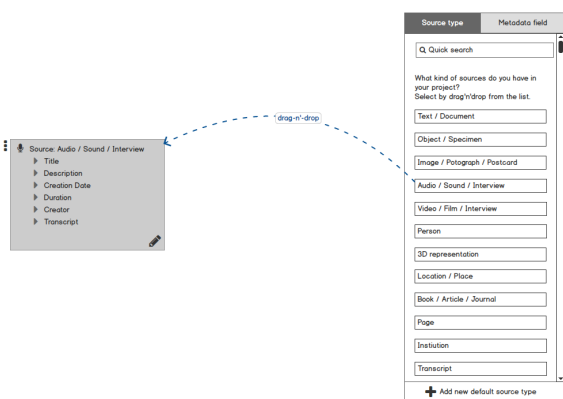 Source type
Metadata field
Quick search
What kind of sources do you have in
your project?
Select by drag'n'drop from the list.
Text / Document
Object / Specimen
Image / Potograph / Postcard
Audio / Sound / Interview
Video / Film / Interview
Person
3D representation
Location / Place
Book / Article / Journal
Page
Instiution
Transcript
Add new default source type
drag-n'-drop
Source: Audio / Sound / Interview
Title
Description
Creation Date
Duration
Creator
Transcript